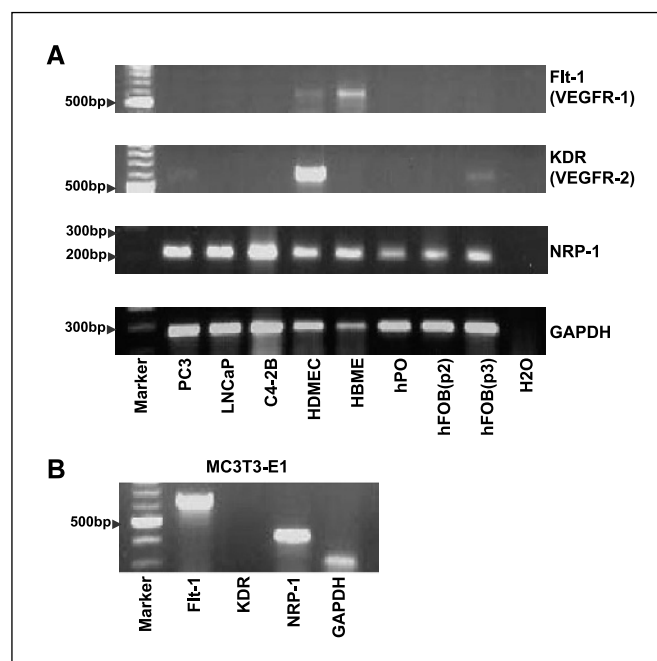 A
500bp
Flt-1
(VEGFR-1)
500bp
KDR
(VEGFR-2)
300bp
200bp
NRP-1
300bp
GAPDH
Marker
PC3
LNCaP
C4-2B
HDMEC
HBME
hPO
hFOB(p2)
hFOB(p3)
H2O
B
MC3T3-E1
500bp
Marker
Flt-1
KDR
NRP-1
GAPDH